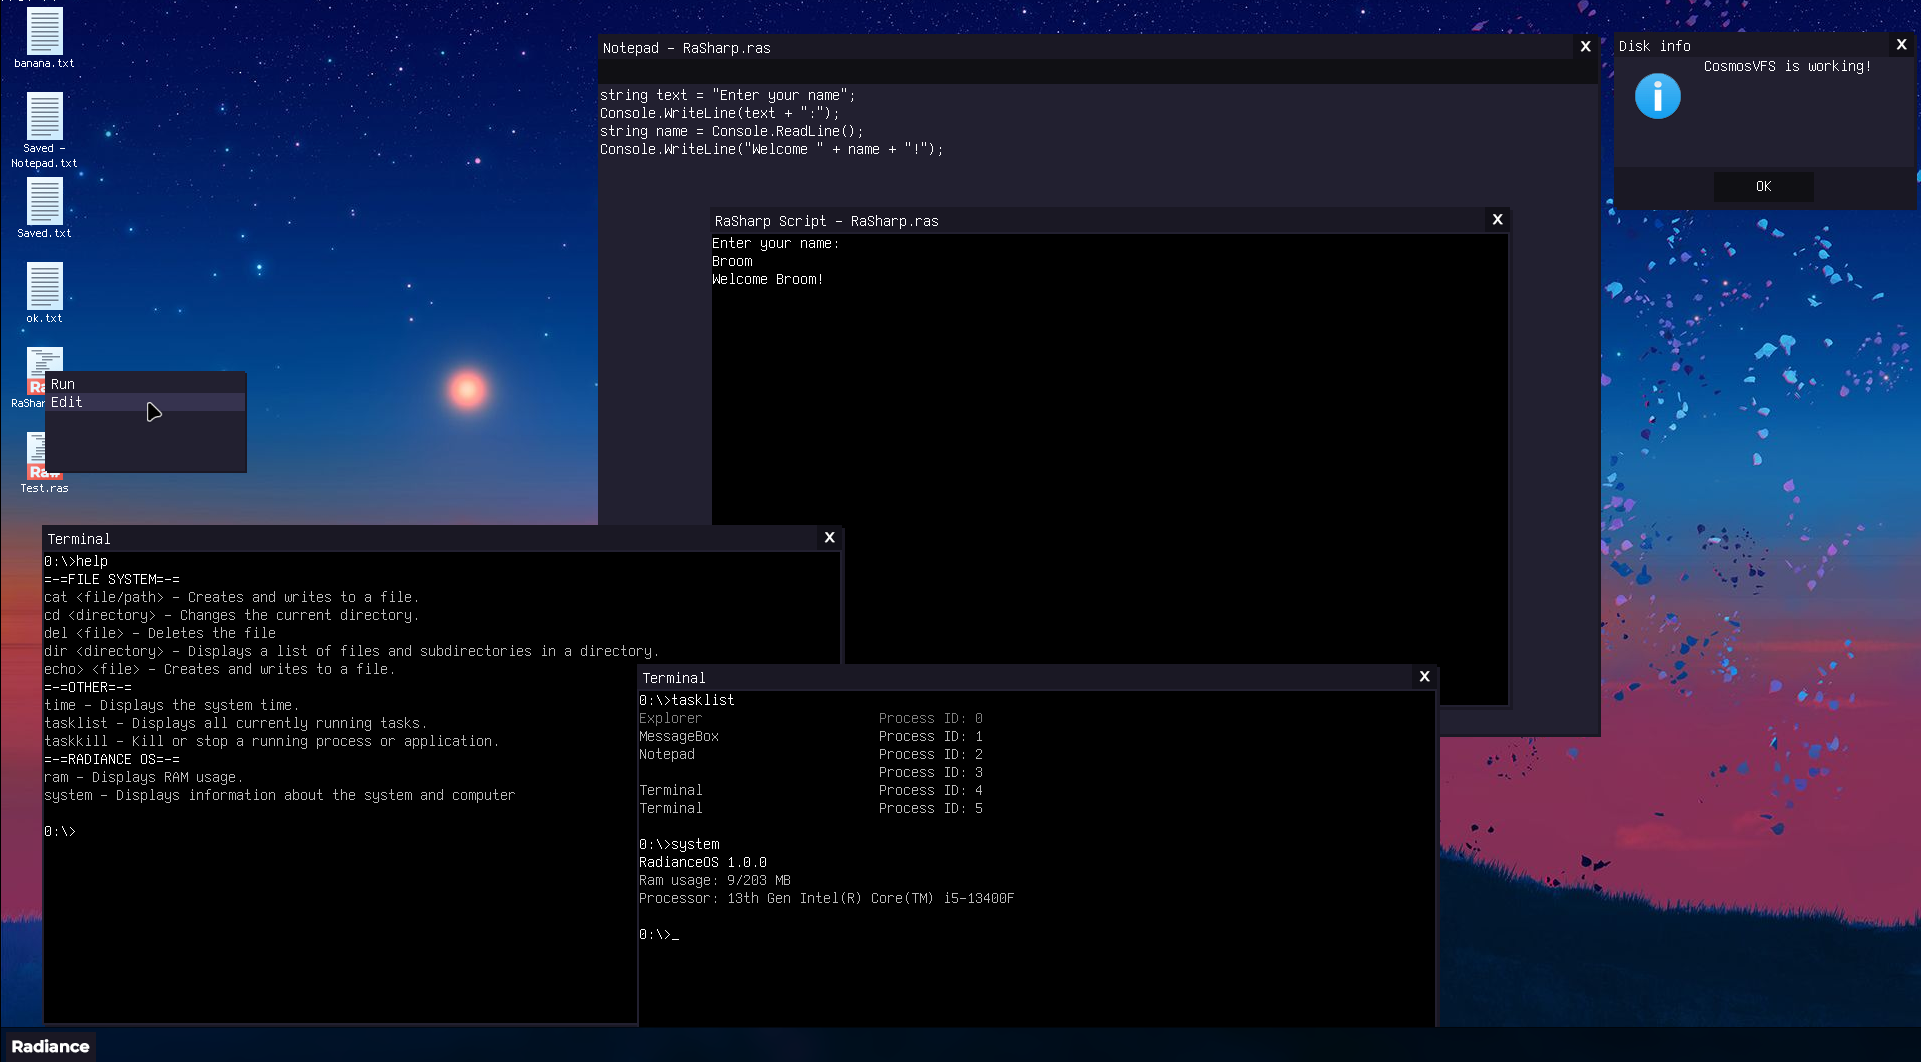 banana.txt
Saved -
Notepad.txt
Saved.txt
ok.txt
RaShar
Test.ras
Run
Edit
Notepad - RaSharp.ras X
string text = "Enter your name";
Console.WriteLine(text + ":");
string name = Console.ReadLine();
Console.WriteLine("Welcome " + name + "!");
RaSharp Script - RaSharp.ras X
Enter your name:
Broom
Welcome Broom!
Disk info X
CosmosVFS is working!
i
OK
Terminal X
0:\>help
=-=FILE SYSTEM=-=
cat <file/path> - Creates and writes to a file.
cd <directory> - Changes the current directory.
del <file> - Deletes the file
dir <directory> - Displays a list of files and subdirectories in a directory.
echo> <file> - Creates and writes to a file.
=-=OTHER=-=
time - Displays the system time.
tasklist - Displays all currently running tasks.
taskkill - Kill or stop a running process or application.
=-=RADIANCE OS=-=
ram - Displays RAM usage.
system - Displays information about the system and computer
0:\>
Terminal X
0:\>tasklist
Explorer Process ID: 0
MessageBox Process ID: 1
Notepad Process ID: 2
Process ID: 3
Terminal Process ID: 4
Terminal Process ID: 5
0:\>system
RadianceOS 1.0.0
Ram usage: 9/203 MB
Processor: 13th Gen Intel(R) Core(TM) i5-13400F
0:\>_
Radiance